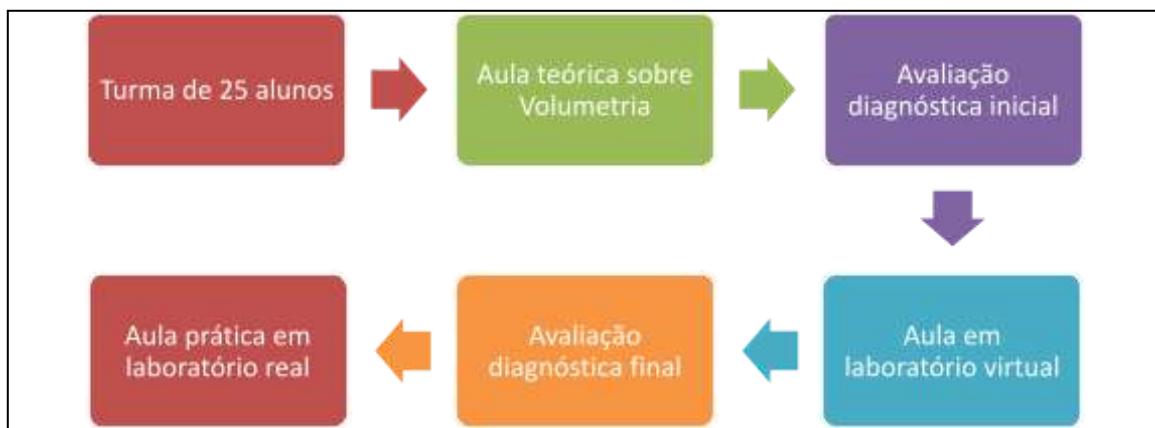 Turma de 25 alunos
Aula teórica sobre
Volumetria
Avaliação
diagnóstica inicial
Aula em
laboratório virtual
Avaliação
diagnóstica final
Aula prática em
laboratório real